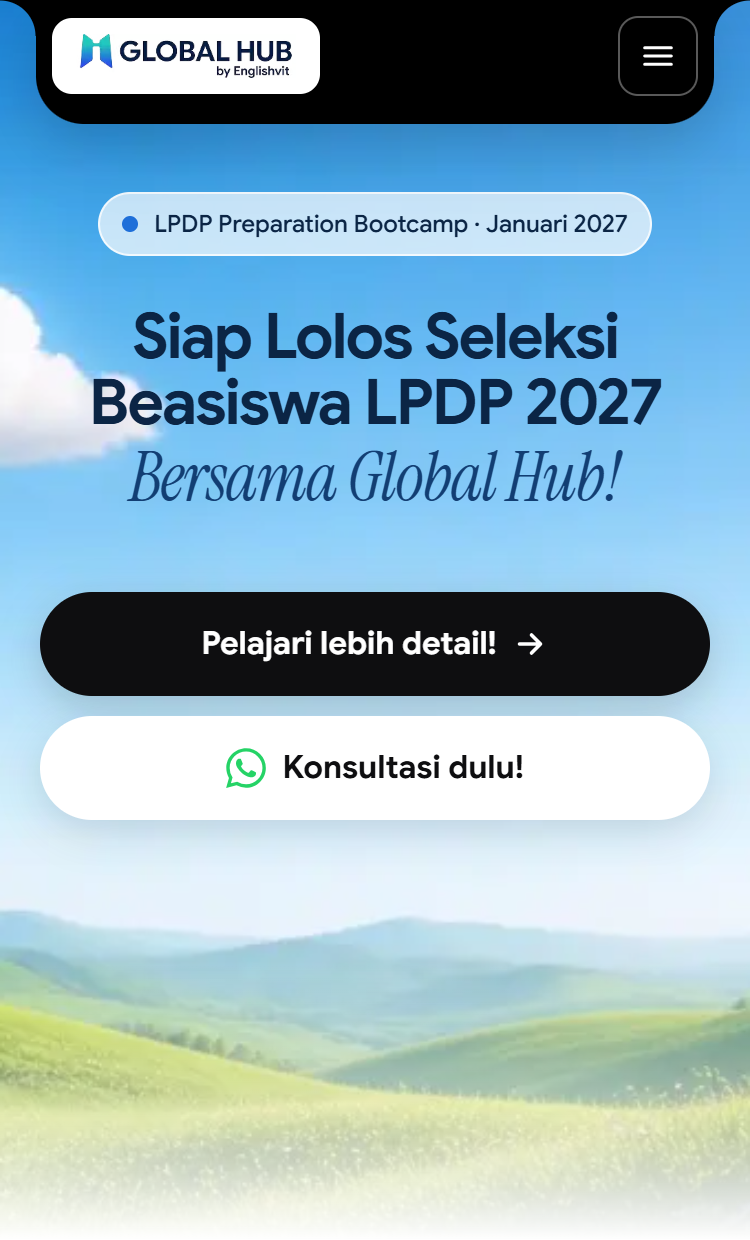 GLOBAL HUB
by Englishvit
LPDP Preparation Bootcamp · Januari 2027
Siap Lolos Seleksi
Beasiswa LPDP 2027
Bersama Global Hub!
Pelajari lebih detail! →
Konsultasi dulu!